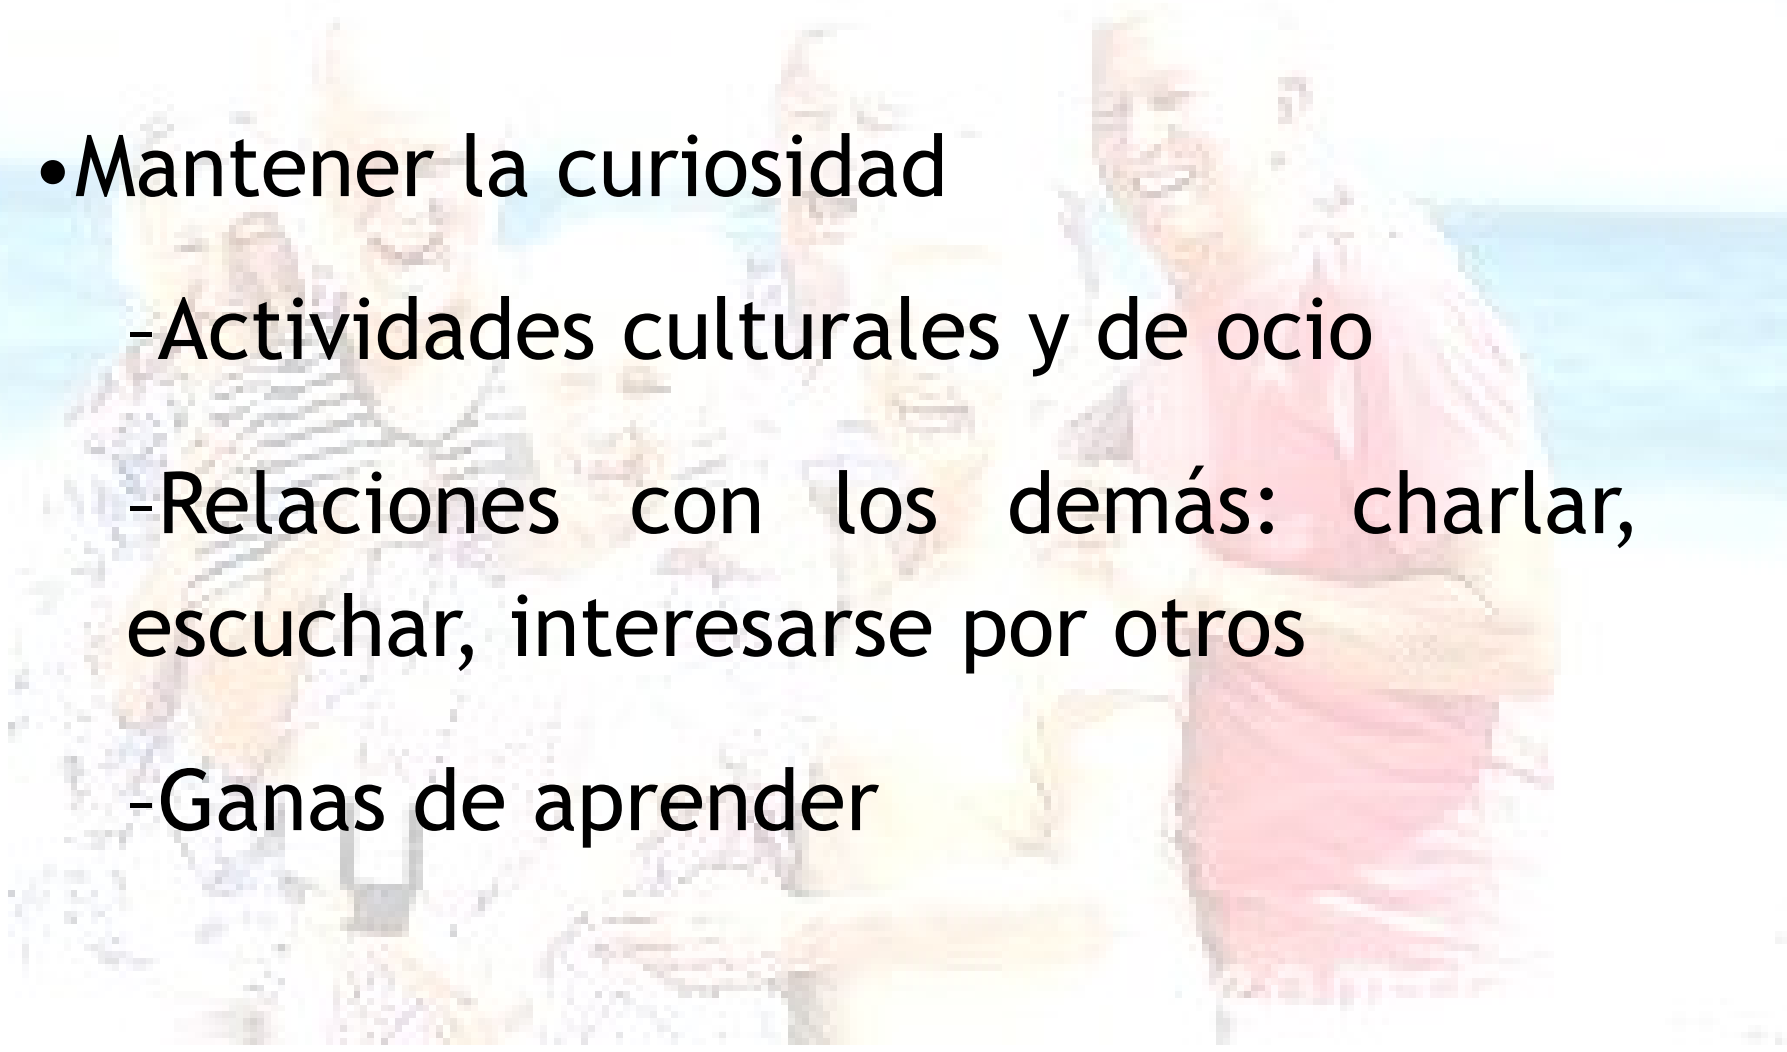 •Mantener la curiosidad
–Actividades culturales y de ocio
–Relaciones con los demás: charlar,
escuchar, interesarse por otros
–Ganas de aprender